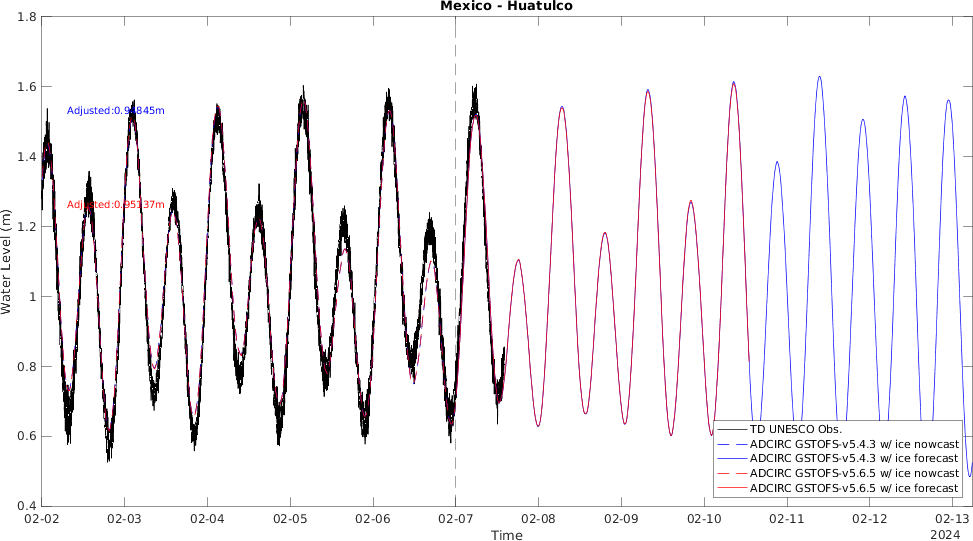 Mexico - Huatulco
1.8
1.6
1.4
1.2
1
0.8
0.6
0.4
Water Level (m)
Adjusted:0.95137m
TD UNESCO Obs.
ADCIRC GSTOFS-v5.4.3 w/ ice nowcast
ADCIRC GSTOFS-v5.4.3 w/ ice forecast
ADCIRC GSTOFS-v5.6.5 w/ ice nowcast
ADCIRC GSTOFS-v5.6.5 w/ ice forecast
02-02 02-03 02-04 02-05 02-06 02-07 02-08 02-09 02-10 02-11 02-12 02-13
Time
2024